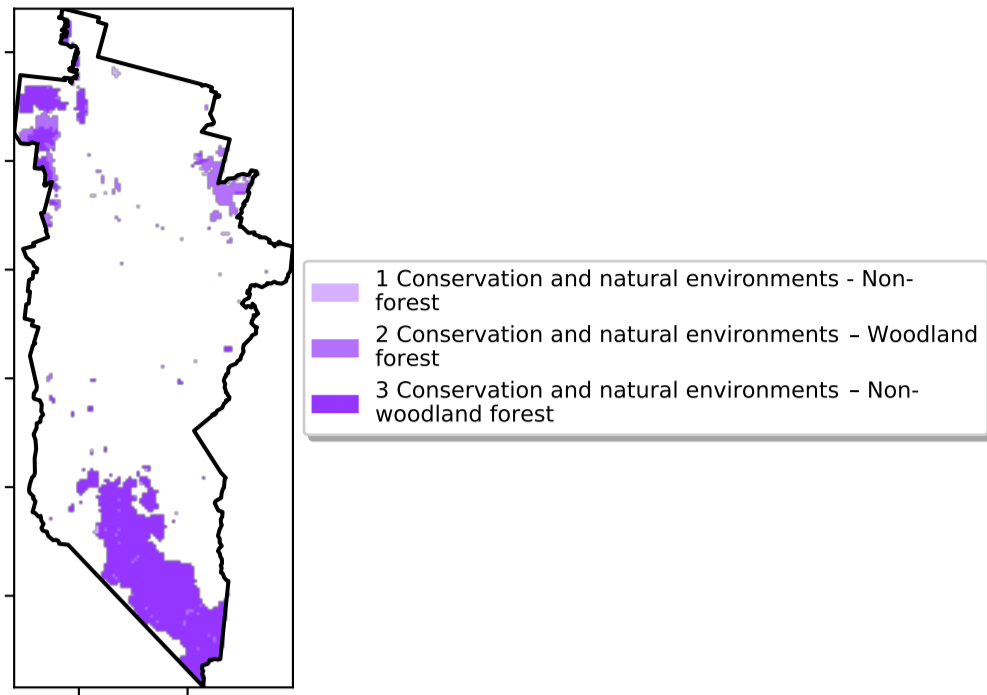 1 Conservation and natural environments - Non-
forest
2 Conservation and natural environments – Woodland
forest
3 Conservation and natural environments – Non-
woodland forest